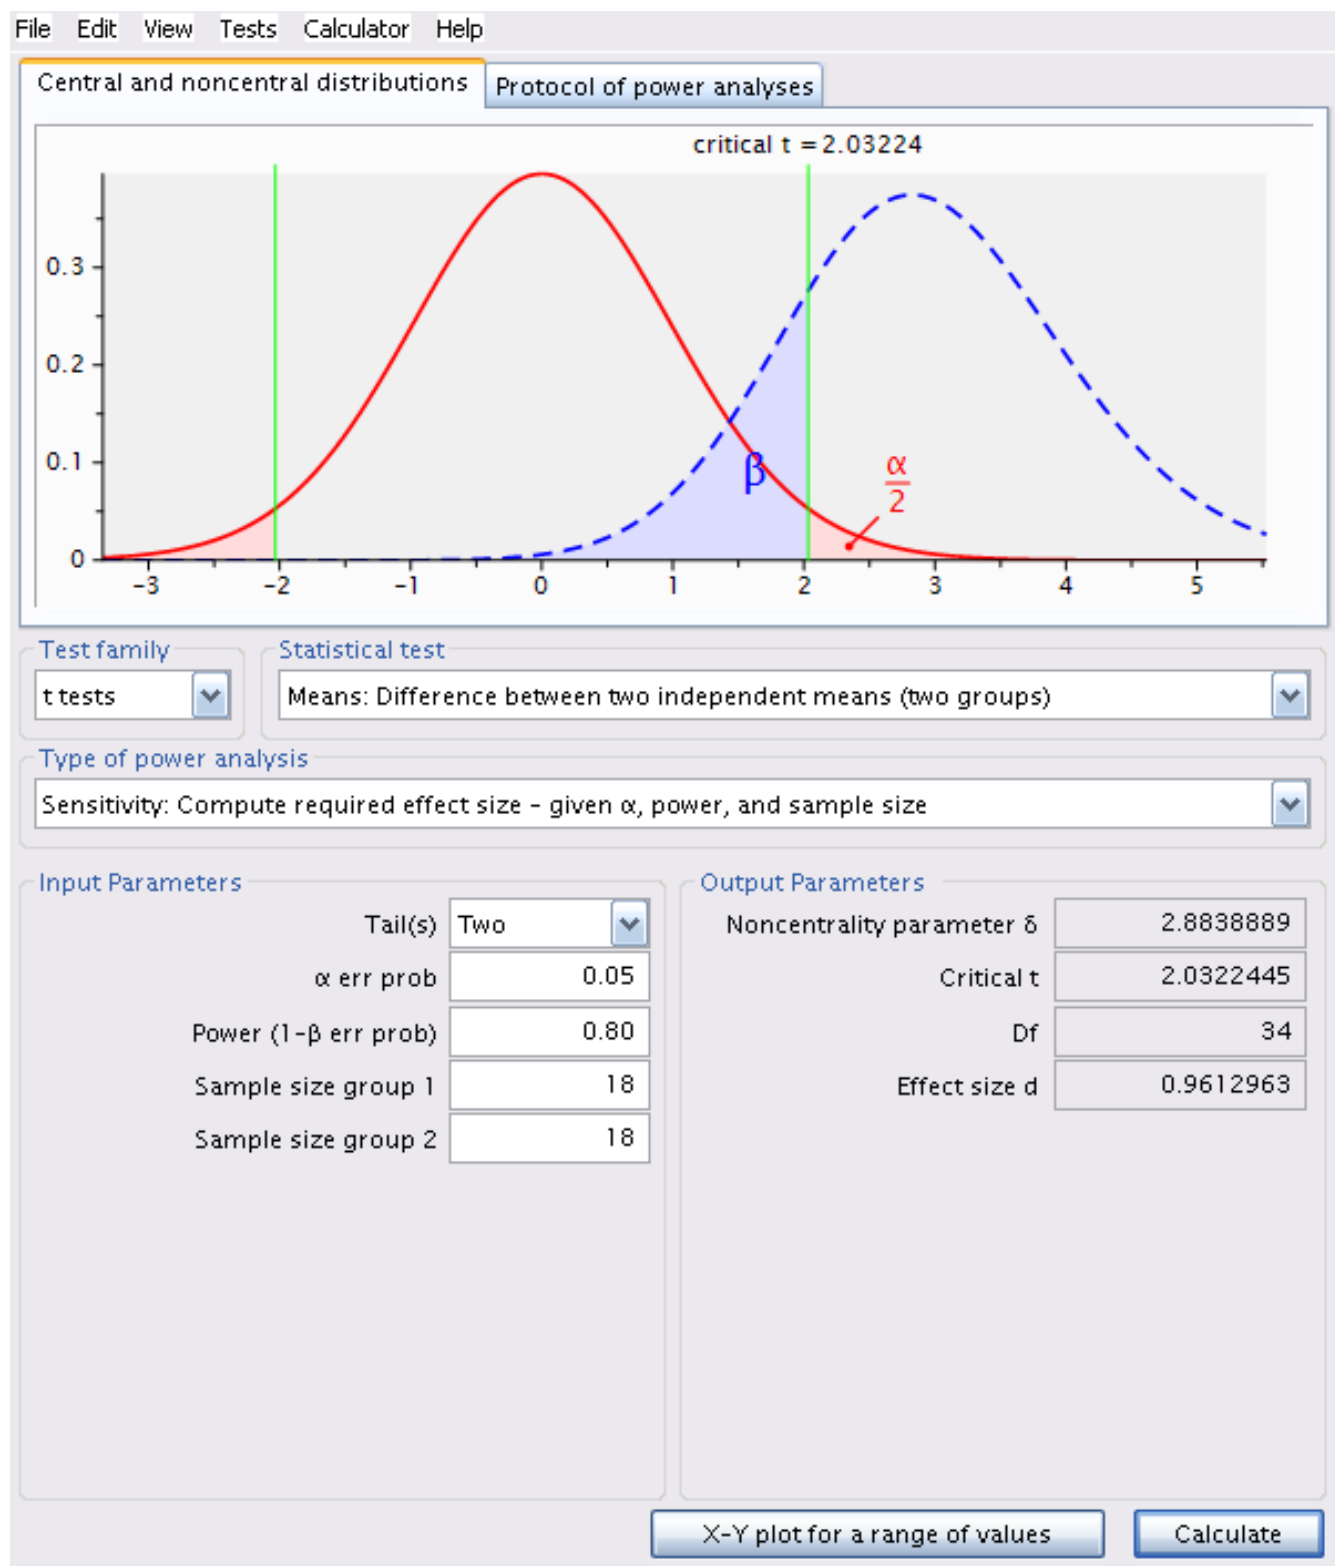 File Edit View Tests Calculator Help
Central and noncentral distributions
Protocol of power analyses
critical t = 2.03224
0.3
0.2
0.1
0
β
α
2
-3 -2 -1 0 1 2 3 4 5
Test family
t tests
Statistical test
Means: Difference between two independent means (two groups)
Type of power analysis
Sensitivity: Compute required effect size - given α, power, and sample size
Input Parameters
Tail(s) Two
α err prob 0.05
Power (1-β err prob) 0.80
Sample size group 1 18
Sample size group 2 18
Output Parameters
Noncentrality parameter δ 2.8838889
Critical t 2.0322445
Df 34
Effect size d 0.9612963
X-Y plot for a range of values
Calculate